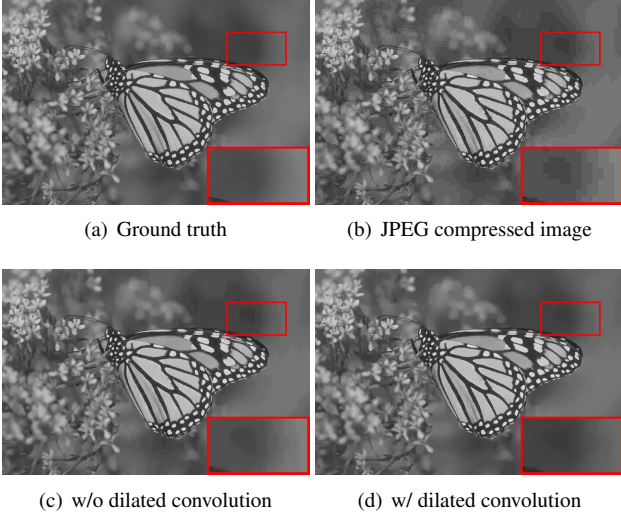 (a) Ground truth
(b) JPEG compressed image
(c) w/o dilated convolution
(d) w/ dilated convolution